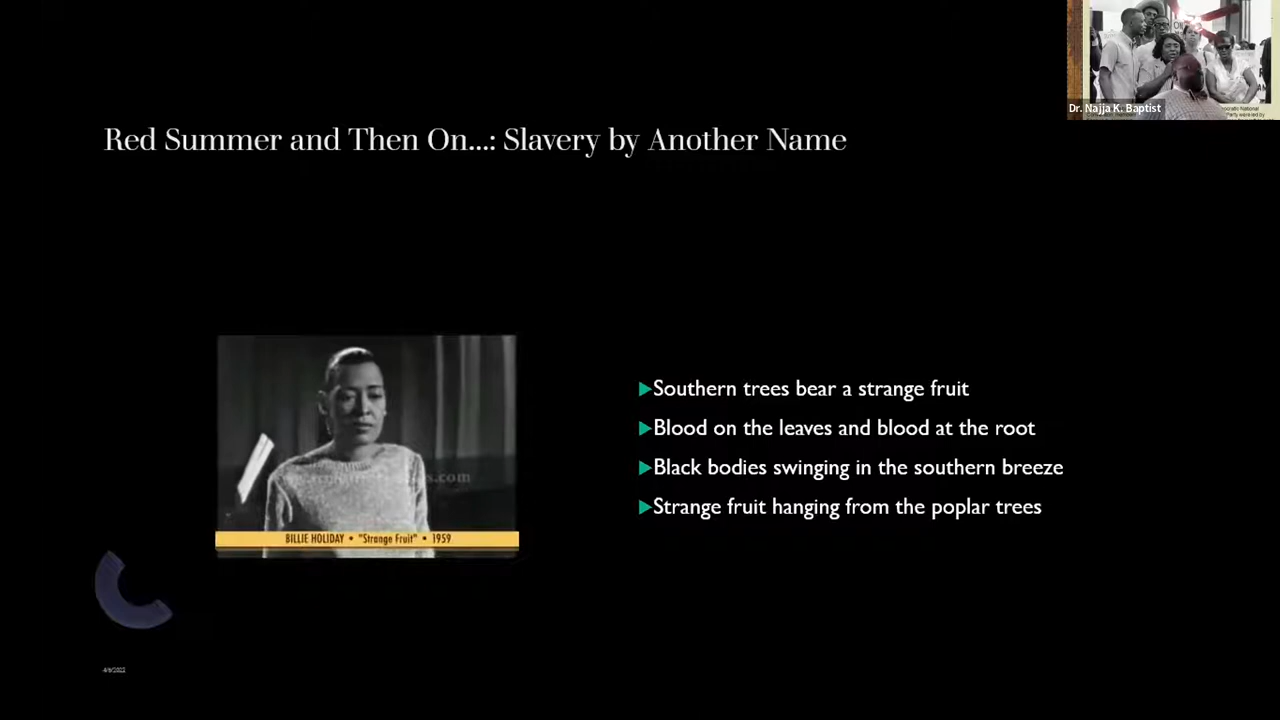 Dr. Najja K. Baptist
Red Summer and Then On...: Slavery by Another Name
Southern trees bear a strange fruit
Blood on the leaves and blood at the root
Black bodies swinging in the southern breeze
Strange fruit hanging from the poplar trees
BILLIE HOLIDAY • "Strange Fruit" • 1959